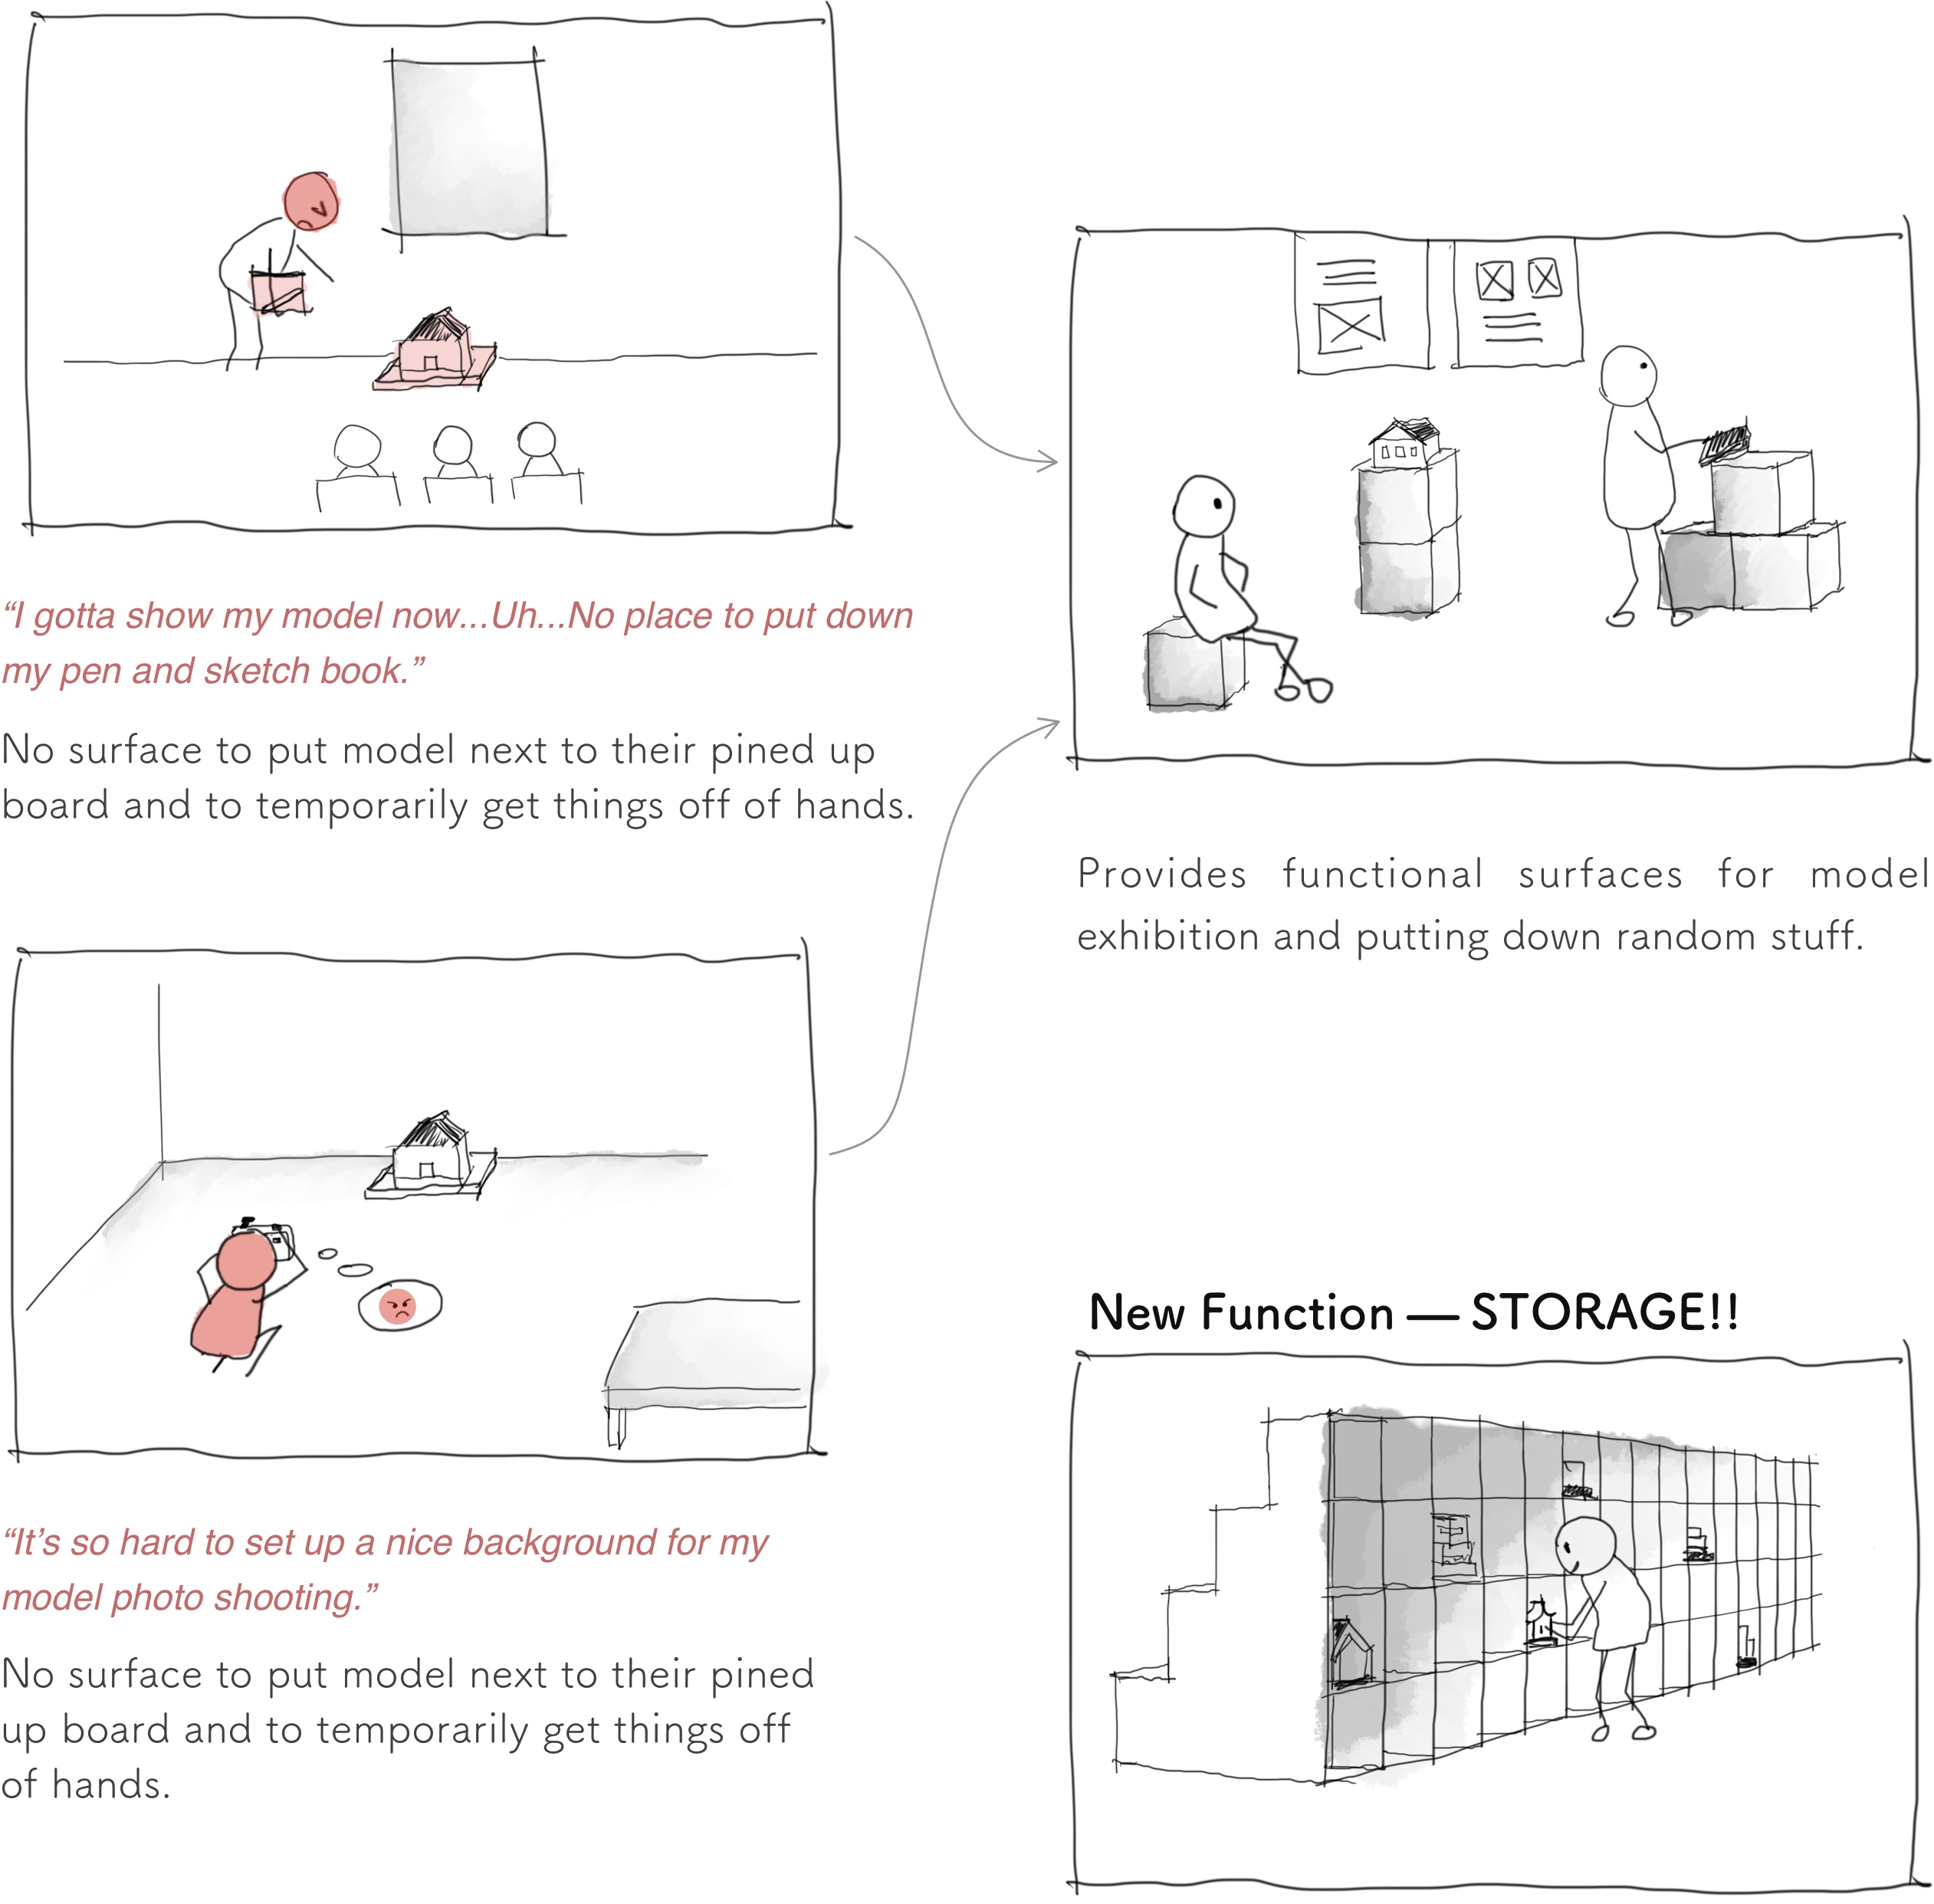 “I gotta show my model now...Uh...No place to put down
my pen and sketch book.”
No surface to put model next to their pined up
board and to temporarily get things off of hands.
Provides functional surfaces for model
exhibition and putting down random stuff.
“It’s so hard to set up a nice background for my
model photo shooting.”
No surface to put model next to their pined
up board and to temporarily get things off
of hands.
New Function — STORAGE!!